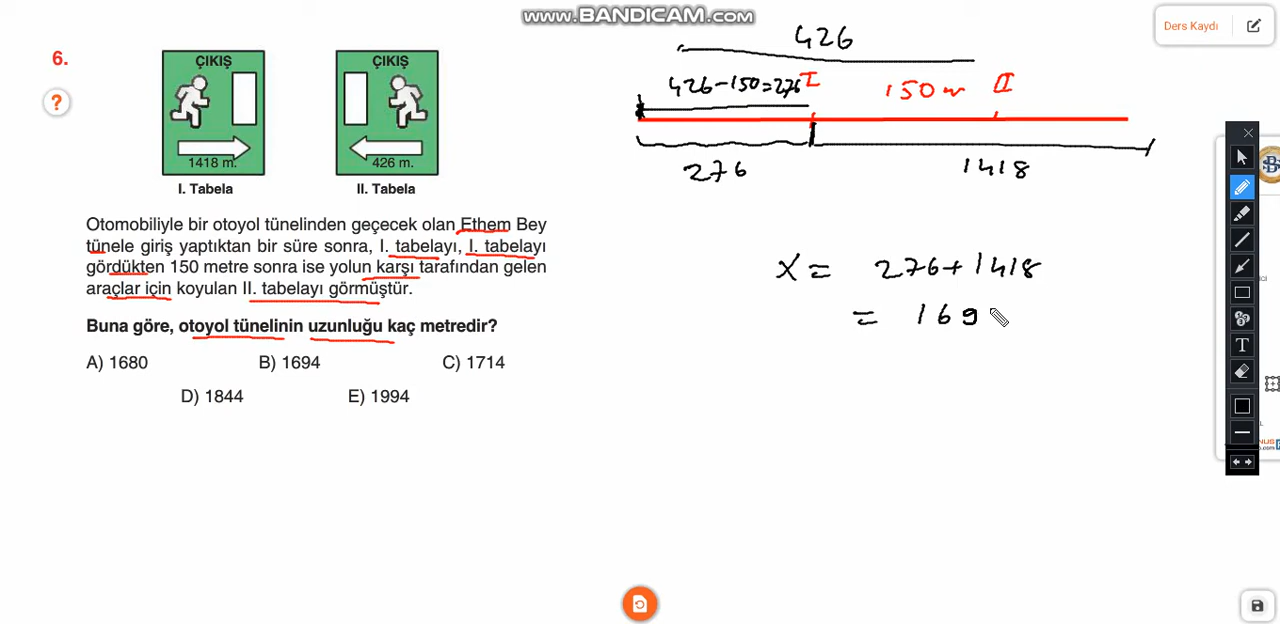 www.BANDICAM.com
Ders Kaydı
6.
?
ÇIKIŞ
1418 m.
I. Tabela
ÇIKIŞ
426 m.
II. Tabela
Otomobiliyle bir otoyol tünelinden geçecek olan Ethem Bey
tünele giriş yaptıktan bir süre sonra, I. tabelayı, I. tabelayı
gördükten 150 metre sonra ise yolun karşı tarafından gelen
araçlar için koyulan II. tabelayı görmüştür.
Buna göre, otoyol tünelinin uzunluğu kaç metredir?
A) 1680 B) 1694 C) 1714
D) 1844 E) 1994
426
426-150=276 I 150m II
276 1418
X = 276+1418
= 169
T